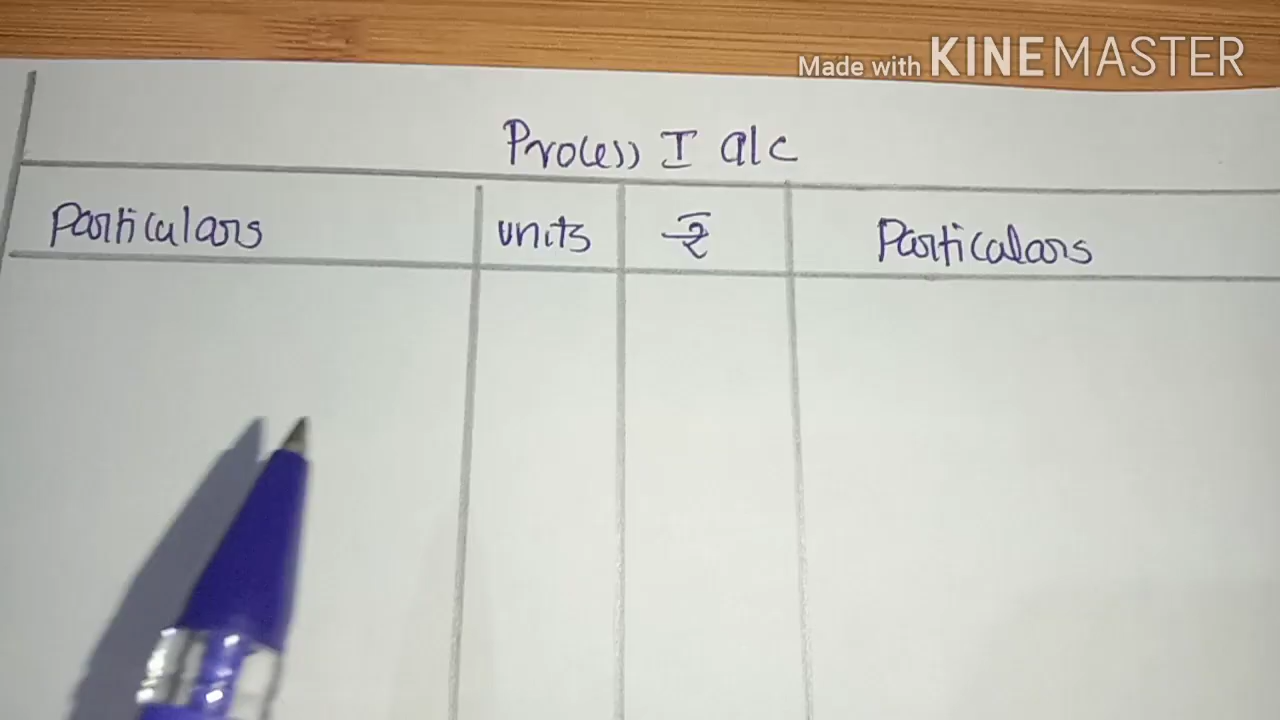 Made with KINEMASTER
Process I a/c
Particulars units ₹ Particulars